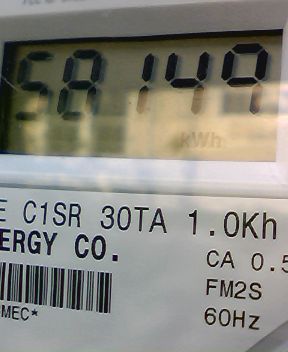 58149
kWh
E C1SR 30TA 1.0Kh
ERGY CO.
CA 0.5
FM2S
60Hz
MEC*